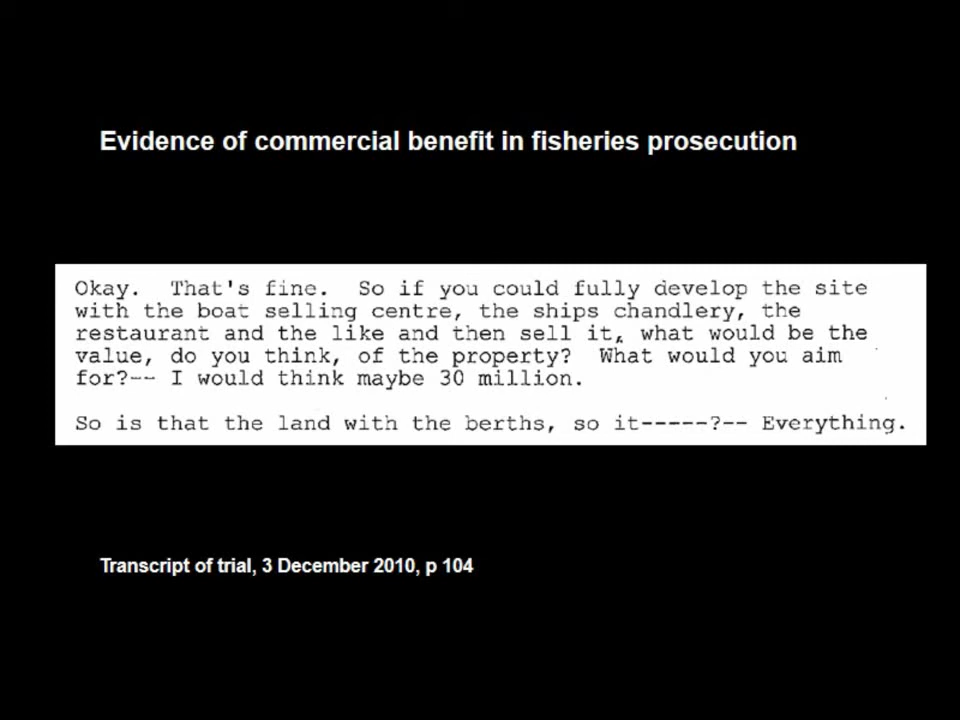 Evidence of commercial benefit in fisheries prosecution
Okay. That's fine. So if you could fully develop the site
with the boat selling centre, the ships chandlery, the
restaurant and the like and then sell it, what would be the
value, do you think, of the property? What would you aim
for?-- I would think maybe 30 million.
So is that the land with the berths, so it-----?-- Everything.
Transcript of trial, 3 December 2010, p 104